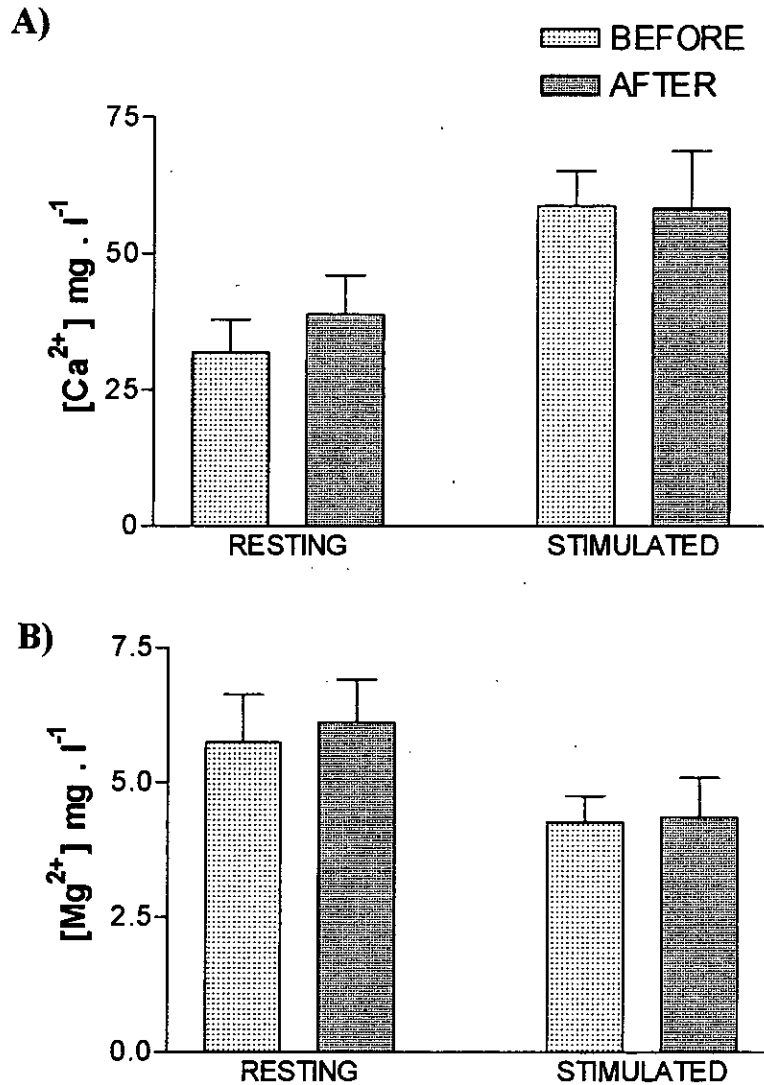 A)
BEFORE
AFTER
75
50
25
0
[Ca²⁺] mg . l⁻¹
RESTING STIMULATED
B)
7.5
5.0
2.5
0.0
[Mg²⁺] mg . l⁻¹
RESTING STIMULATED